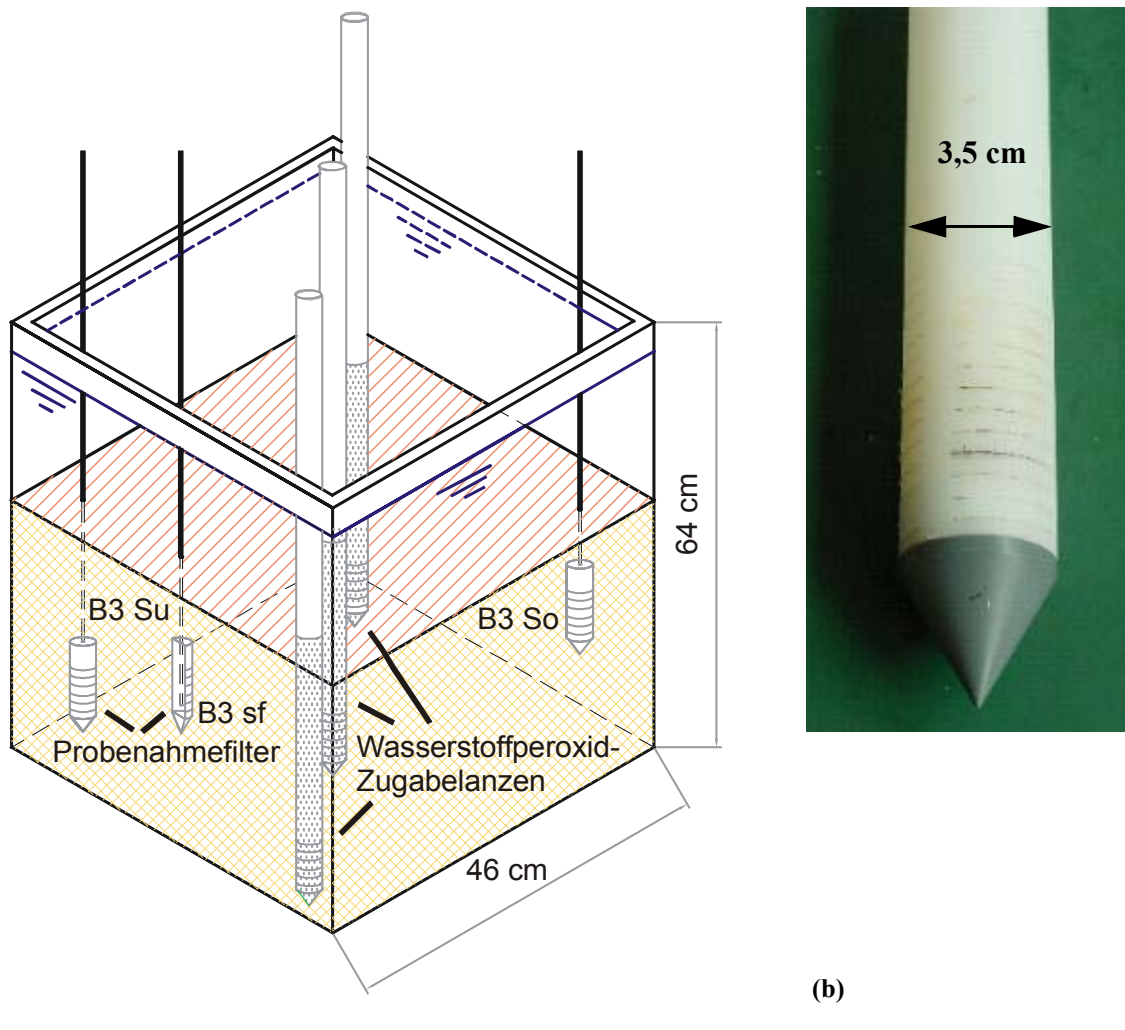 3,5 cm
64 cm
B3 Su
B3 So
B3 sf
Probenahmefilter
Wasserstoffperoxid-
Zugabelanzen
46 cm
(b)